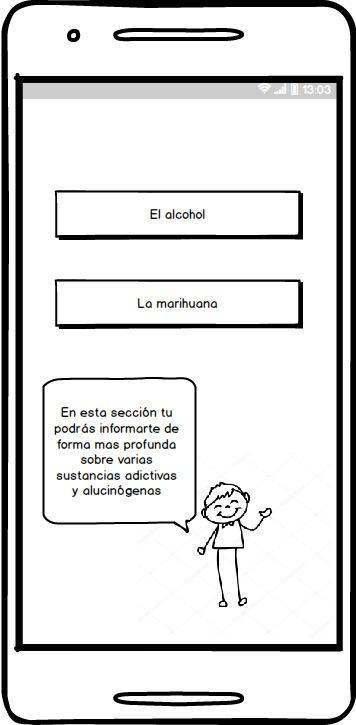 13:03
El alcohol
La marihuana
En esta sección tu
podrás informarte de
forma mas profunda
sobre varias
sustancias adictivas
y alucinógenas